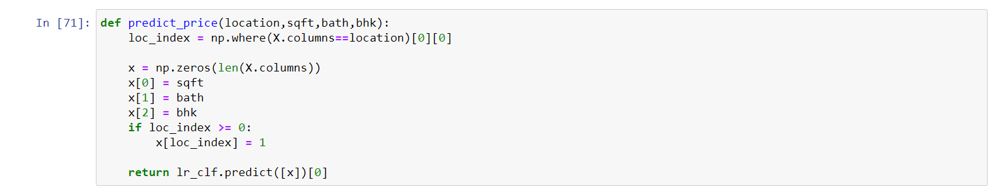 In [71]: def predict_price(location,sqft,bath,bhk):
    loc_index = np.where(X.columns==location)[0][0]

    x = np.zeros(len(X.columns))
    x[0] = sqft
    x[1] = bath
    x[2] = bhk
    if loc_index >= 0:
        x[loc_index] = 1

    return lr_clf.predict([x])[0]